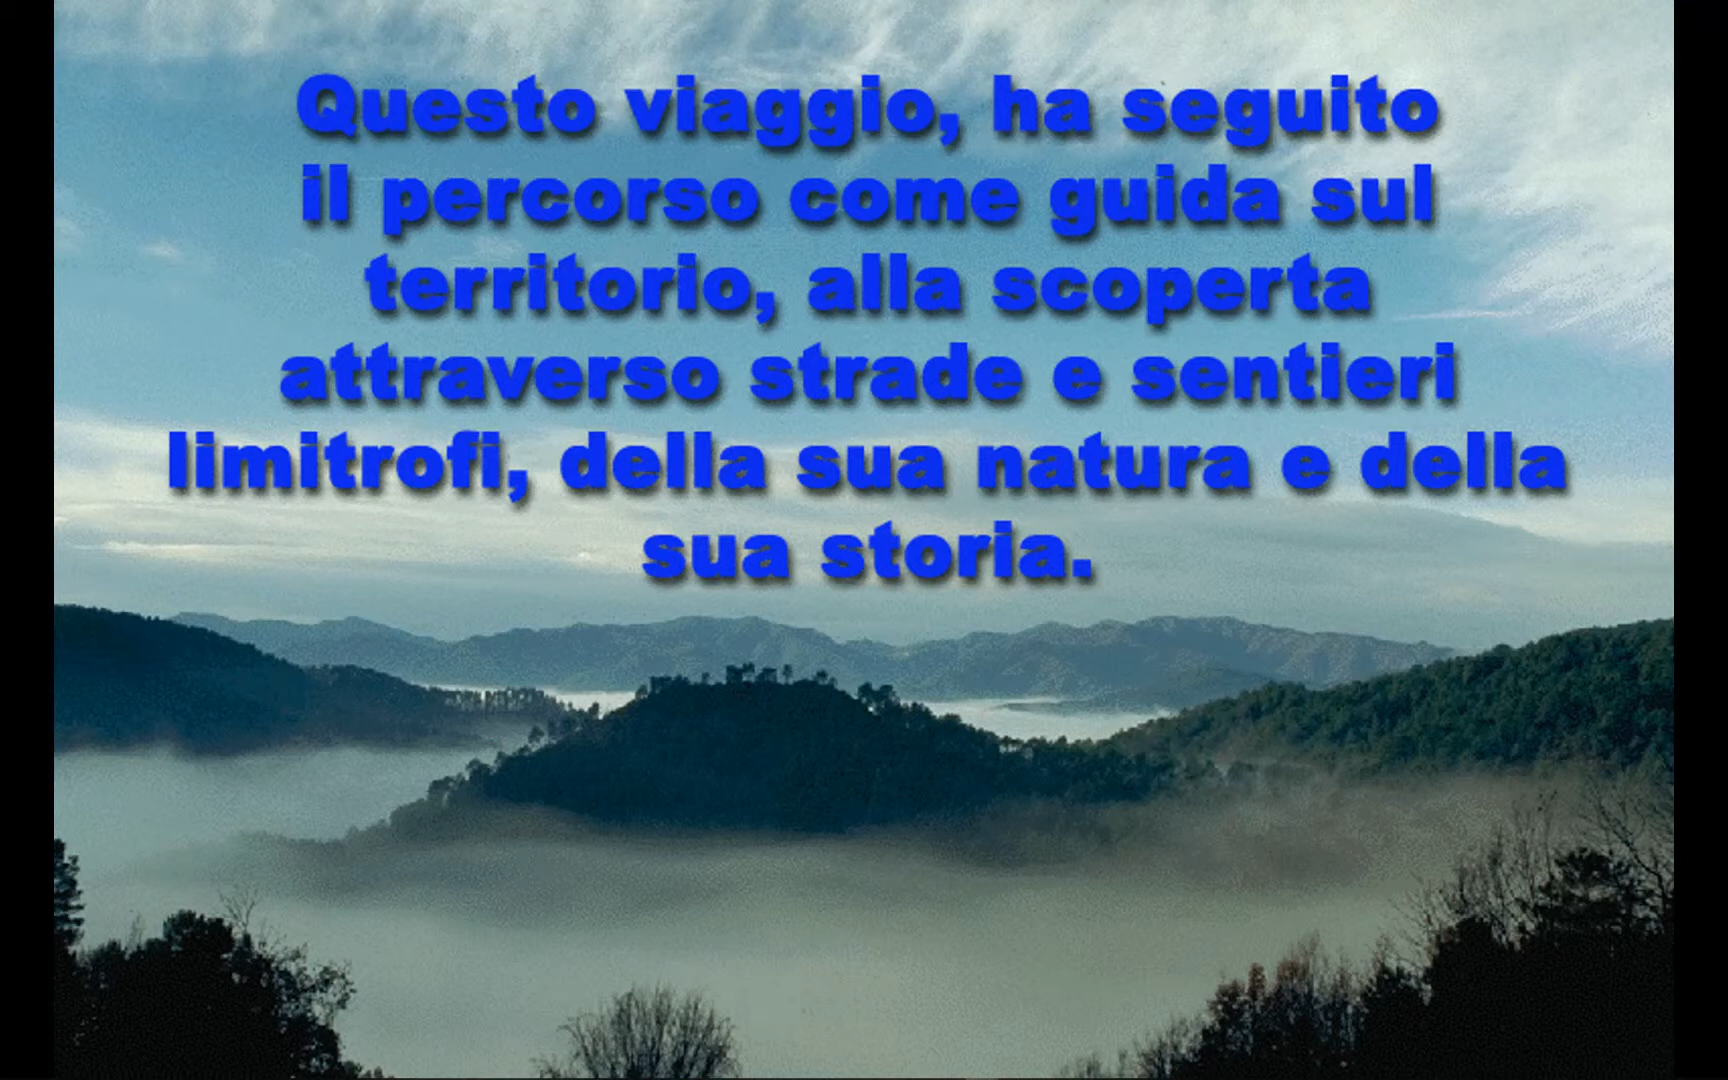 Questo viaggio, ha seguito
il percorso come guida sul
territorio, alla scoperta
attraverso strade e sentieri
limitrofi, della sua natura e della
sua storia.